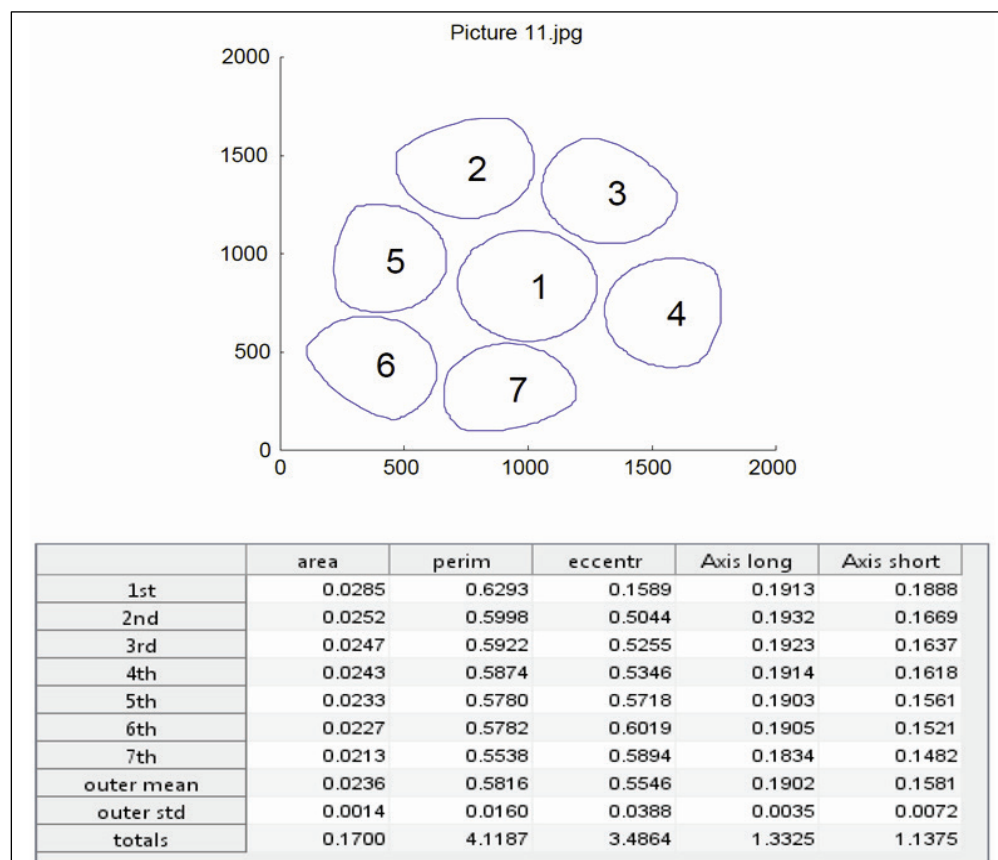 Picture 11.jpg
2000
1500
1000
500
0
2
3
5
1
4
6
7
0 500 1000 1500 2000
area perim eccentr Axis long Axis short
1st 0.0285 0.6293 0.1589 0.1913 0.1888
2nd 0.0252 0.5998 0.5044 0.1932 0.1669
3rd 0.0247 0.5922 0.5255 0.1923 0.1637
4th 0.0243 0.5874 0.5346 0.1914 0.1618
5th 0.0233 0.5780 0.5718 0.1903 0.1561
6th 0.0227 0.5782 0.6019 0.1905 0.1521
7th 0.0213 0.5538 0.5894 0.1834 0.1482
outer mean 0.0236 0.5816 0.5546 0.1902 0.1581
outer std 0.0014 0.0160 0.0388 0.0035 0.0072
totals 0.1700 4.1187 3.4864 1.3325 1.1375